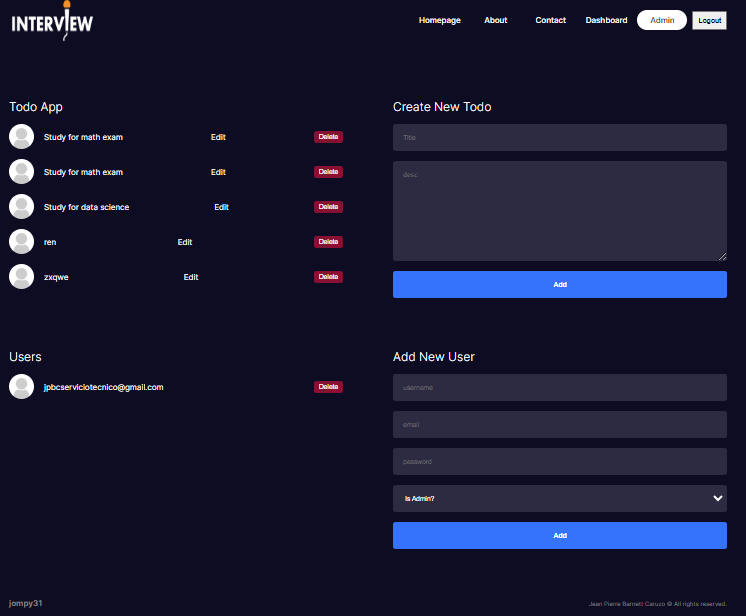 INTERVIEW
Homepage About Contact Dashboard Admin Logout
Todo App
Study for math exam Edit Delete
Study for math exam Edit Delete
Study for data science Edit Delete
ren Edit Delete
zxqwe Edit Delete
Create New Todo
Title
desc
Add
Users
jpbcserviciotecnico@gmail.com Delete
Add New User
username
email
password
Is Admin?
Add
jompy31
Jean Pierre Barnett Caruzo © All rights reserved.